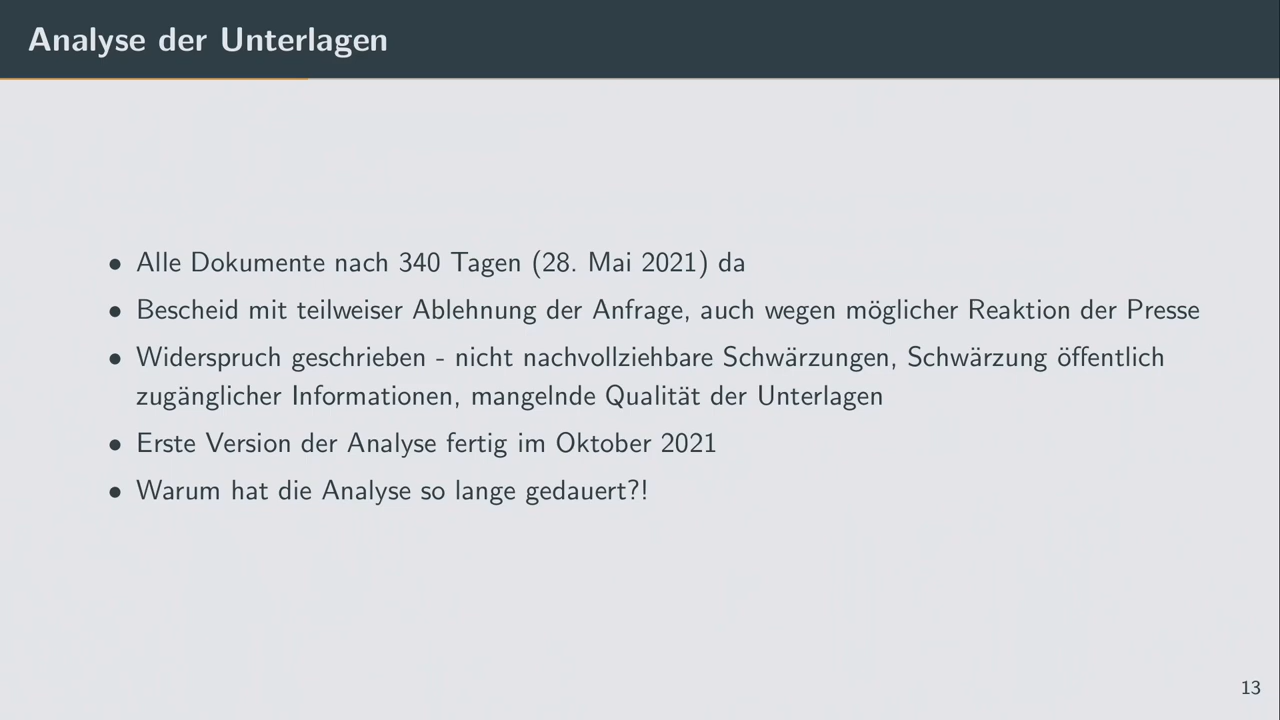 Analyse der Unterlagen
• Alle Dokumente nach 340 Tagen (28. Mai 2021) da
• Bescheid mit teilweiser Ablehnung der Anfrage, auch wegen möglicher Reaktion der Presse
• Widerspruch geschrieben - nicht nachvollziehbare Schwärzungen, Schwärzung öffentlich
zugänglicher Informationen, mangelnde Qualität der Unterlagen
• Erste Version der Analyse fertig im Oktober 2021
• Warum hat die Analyse so lange gedauert?!
13